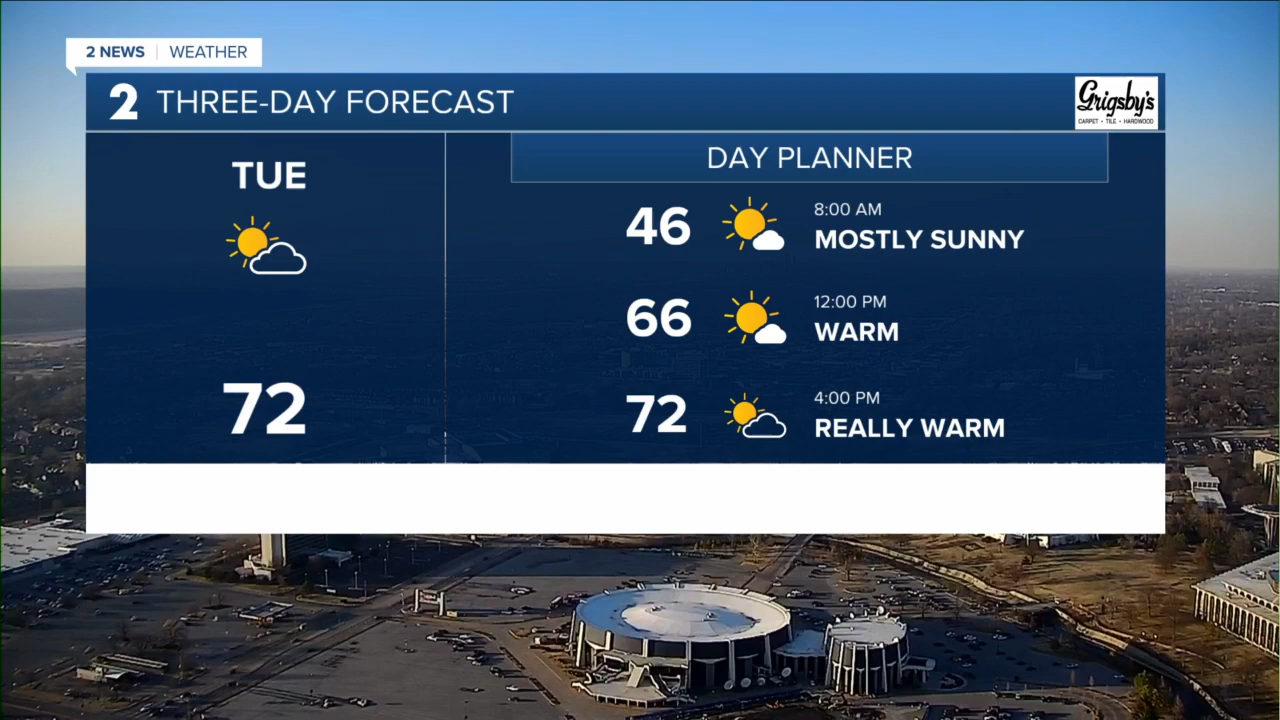 2 NEWS | WEATHER
2 THREE-DAY FORECAST
Grigsby's
CARPET • TILE • HARDWOOD
TUE
72
DAY PLANNER
46
8:00 AM
MOSTLY SUNNY
66
12:00 PM
WARM
72
4:00 PM
REALLY WARM